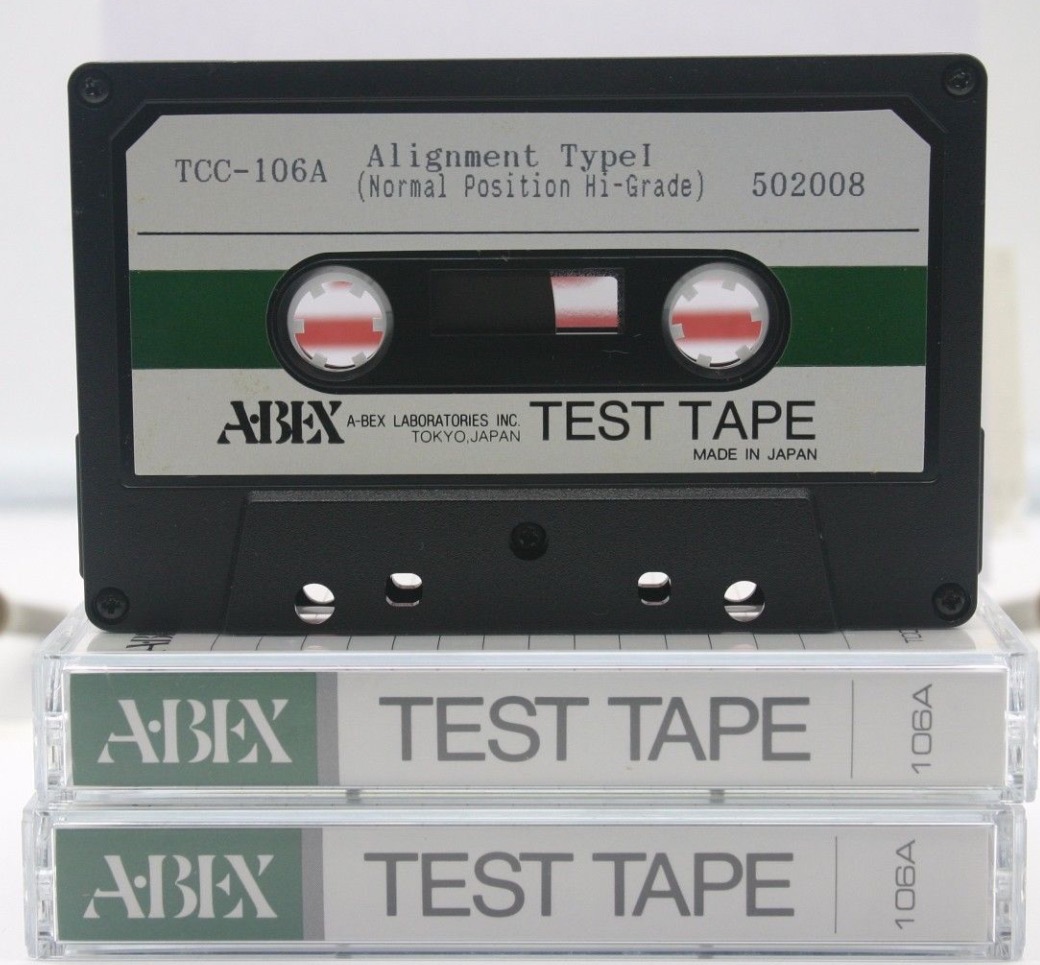 TCC-106A
Alignment TypeI
(Normal Position Hi-Grade)
502008
A·BEX
A-BEX LABORATORIES INC.
TOKYO,JAPAN
TEST TAPE
MADE IN JAPAN
A·BEX TEST TAPE 106A
A·BEX TEST TAPE 106A